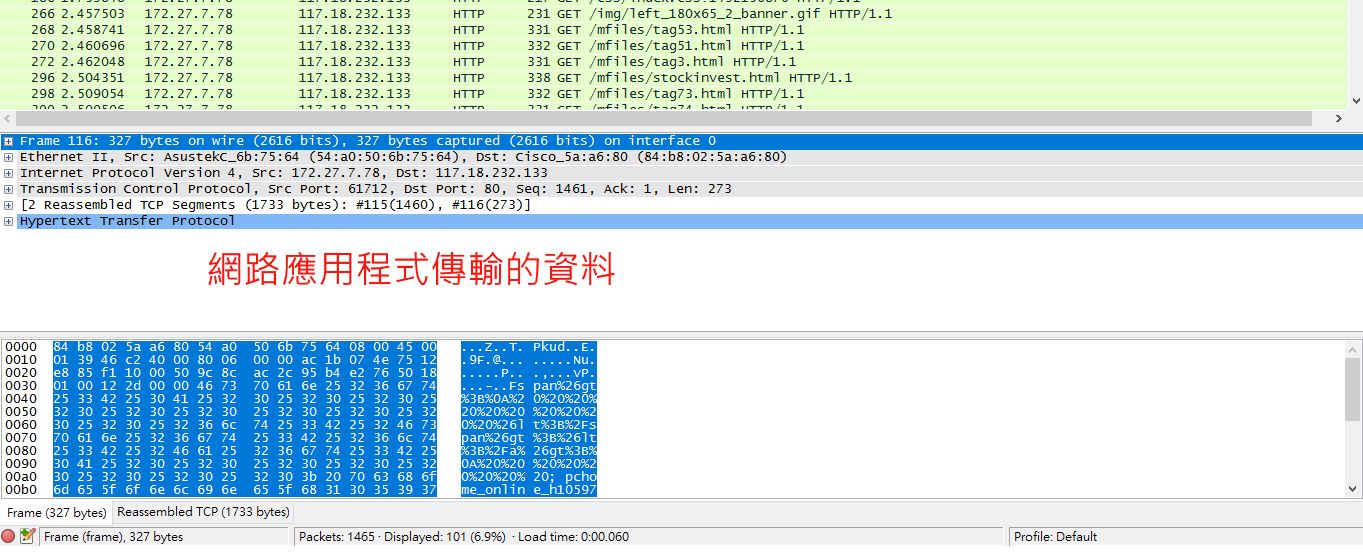 266 2.457503 172.27.7.78 117.18.232.133 HTTP 231 GET /img/left_180x65_2_banner.gif HTTP/1.1
268 2.458741 172.27.7.78 117.18.232.133 HTTP 331 GET /mfiles/tag53.html HTTP/1.1
270 2.460696 172.27.7.78 117.18.232.133 HTTP 332 GET /mfiles/tag51.html HTTP/1.1
272 2.462048 172.27.7.78 117.18.232.133 HTTP 331 GET /mfiles/tag3.html HTTP/1.1
296 2.504351 172.27.7.78 117.18.232.133 HTTP 338 GET /mfiles/stockinvest.html HTTP/1.1
298 2.509054 172.27.7.78 117.18.232.133 HTTP 332 GET /mfiles/tag73.html HTTP/1.1
Frame 116: 327 bytes on wire (2616 bits), 327 bytes captured (2616 bits) on interface 0
Ethernet II, Src: AsustekC_6b:75:64 (54:a0:50:6b:75:64), Dst: Cisco_5a:a6:80 (84:b8:02:5a:a6:80)
Internet Protocol Version 4, Src: 172.27.7.78, Dst: 117.18.232.133
Transmission Control Protocol, Src Port: 61712, Dst Port: 80, Seq: 1461, Ack: 1, Len: 273
[2 Reassembled TCP Segments (1733 bytes): #115(1460), #116(273)]
Hypertext Transfer Protocol
網路應用程式傳輸的資料
0000 84 b8 02 5a a6 80 54 a0 50 6b 75 64 08 00 45 00 ...Z..T. Pkud..E.
0010 01 39 46 c2 40 00 80 06 00 00 ac 1b 07 4e 75 12 .9F.@... .....Nu.
0020 e8 85 f1 10 00 50 9c 8c ac 2c 95 b4 e2 76 50 18 .....P.. .,...vP.
0030 01 00 12 2d 00 00 46 73 70 61 6e 25 32 36 67 74 ...-..Fs pan%26gt
0040 25 33 42 25 30 41 25 32 30 25 32 30 25 32 30 25 %3B%0A%2 0%20%20%
0050 32 30 25 32 30 25 32 30 25 32 30 25 32 30 25 32 20%20%20 %20%20%2
0060 30 25 32 30 25 32 36 6c 74 25 33 42 25 32 46 73 0%20%26l t%3B%2Fs
0070 70 61 6e 25 32 36 67 74 25 33 42 25 32 36 6c 74 pan%26gt %3B%26lt
0080 25 33 42 25 32 46 61 25 32 36 67 74 25 33 42 25 %3B%2Fa% 26gt%3B%
0090 30 41 25 32 30 25 32 30 25 32 30 25 32 30 25 32 0A%20%20 %20%20%2
00a0 30 25 32 30 25 32 30 25 32 30 3b 20 70 63 68 6f 0%20%20% 20; pcho
00b0 6d 65 5f 6f 6e 6c 69 6e 65 5f 68 31 30 35 39 37 me_onlin e_h10597
Frame (327 bytes) Reassembled TCP (1733 bytes)
Frame (frame), 327 bytes Packets: 1465 · Displayed: 101 (6.9%) · Load time: 0:00.060 Profile: Default